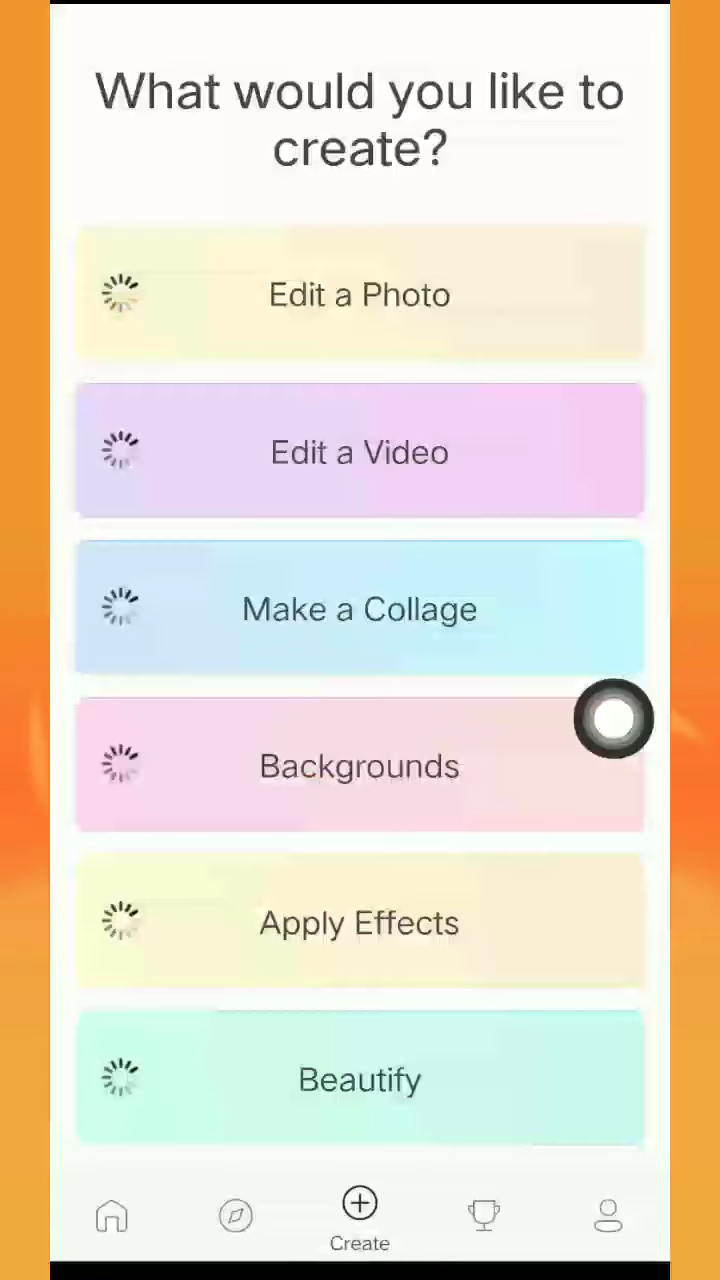 What would you like to
create?
Edit a Photo
Edit a Video
Make a Collage
Backgrounds
Apply Effects
Beautify
Create